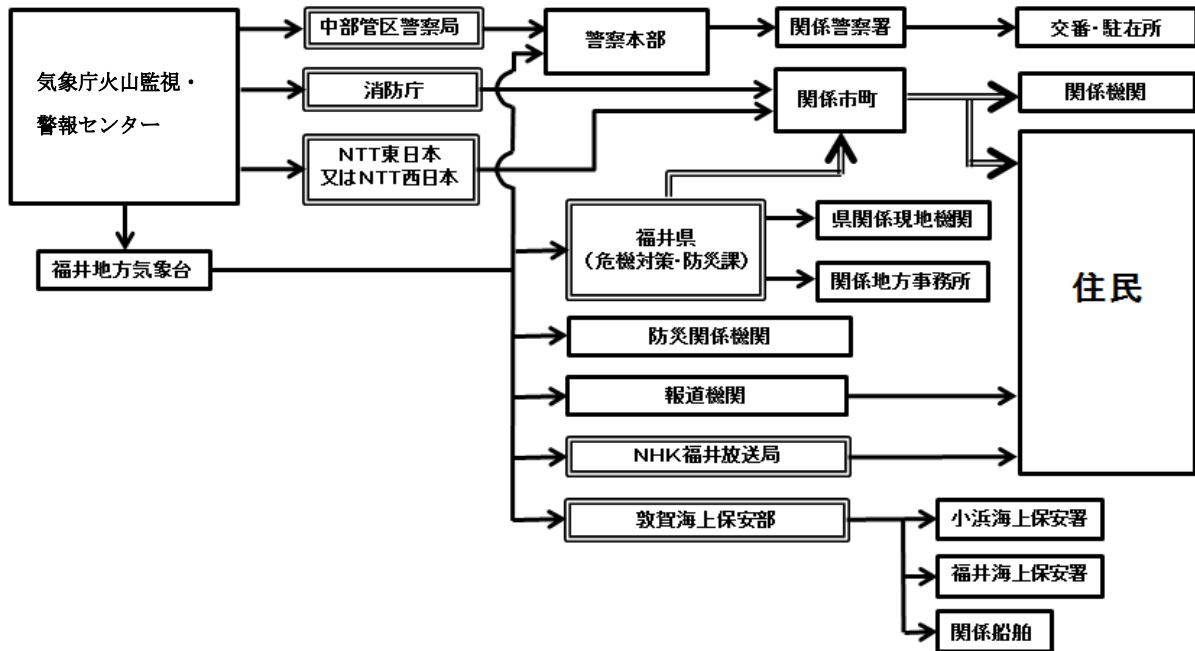 中部管区警察局
警察本部
関係警察署
交番・駐在所
気象庁火山監視・
警報センター
消防庁
関係市町
関係機関
NTT東日本
又はNTT西日本
福井県
（危機対策・防災課）
県関係現地機関
福井地方気象台
関係地方事務所
住民
防災関係機関
報道機関
NHK福井放送局
敦賀海上保安部
小浜海上保安署
福井海上保安署
関係船舶